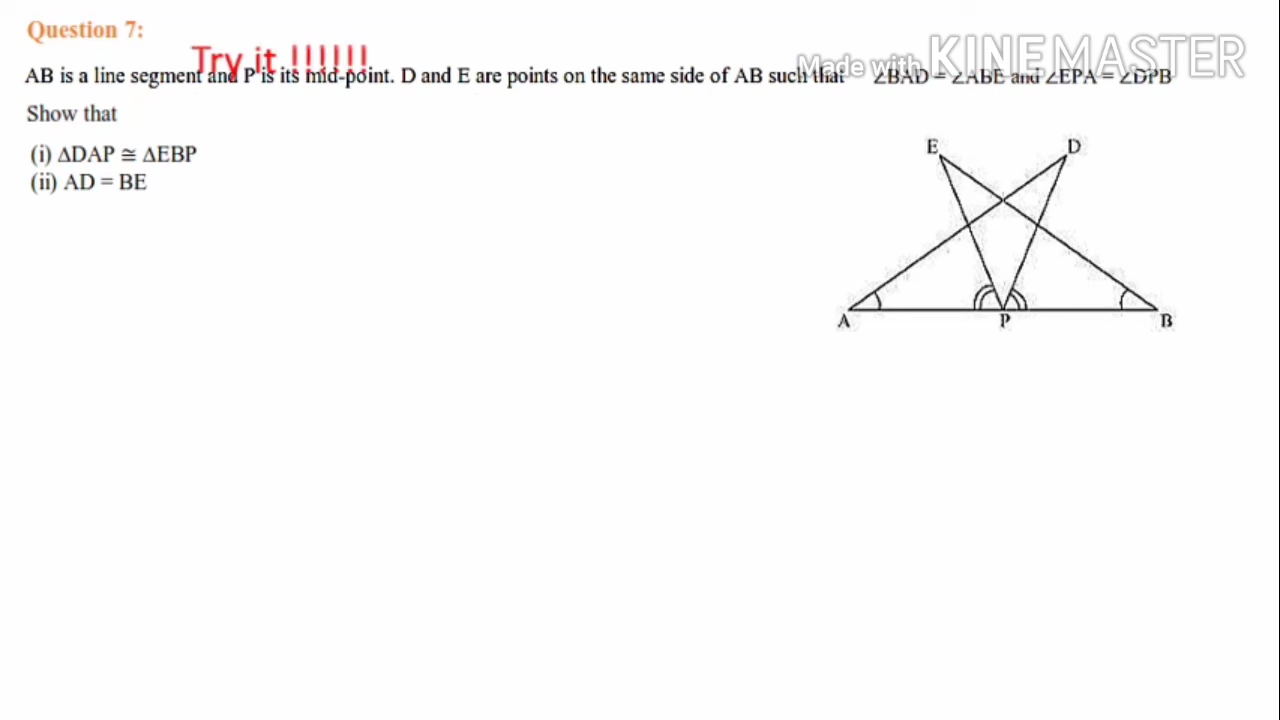 Question 7:
Try it !!!!!!
Made with KINEMASTER
AB is a line segment and P is its mid-point. D and E are points on the same side of AB such that ∠BAD = ∠ABE and ∠EPA = ∠DPB
Show that
(i) ΔDAP ≅ ΔEBP
(ii) AD = BE
E D
A P B